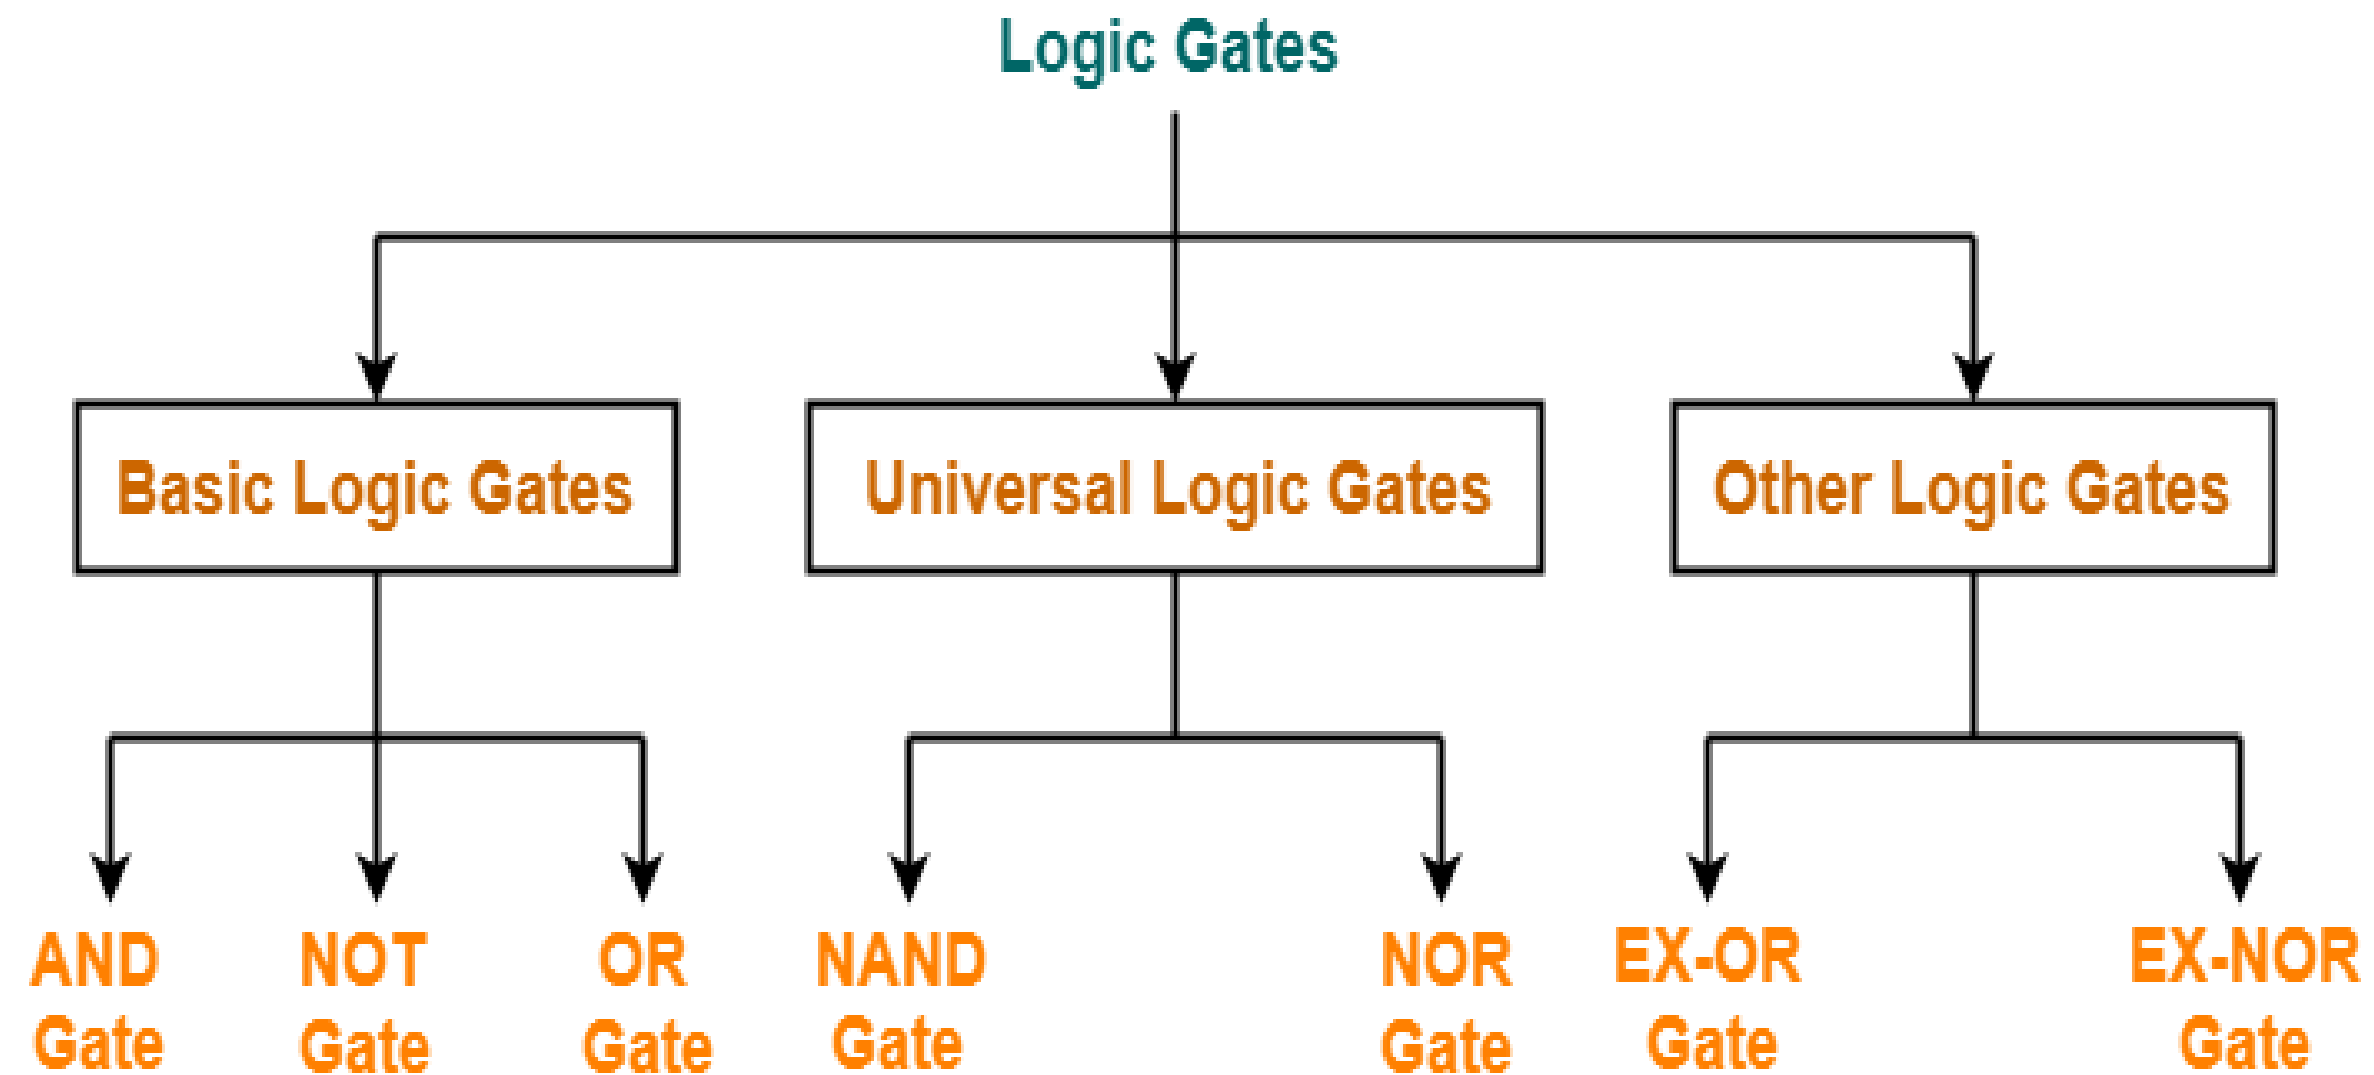 Logic Gates
Basic Logic Gates
Universal Logic Gates
Other Logic Gates
AND
Gate
NOT
Gate
OR
Gate
NAND
Gate
NOR
Gate
EX-OR
Gate
EX-NOR
Gate